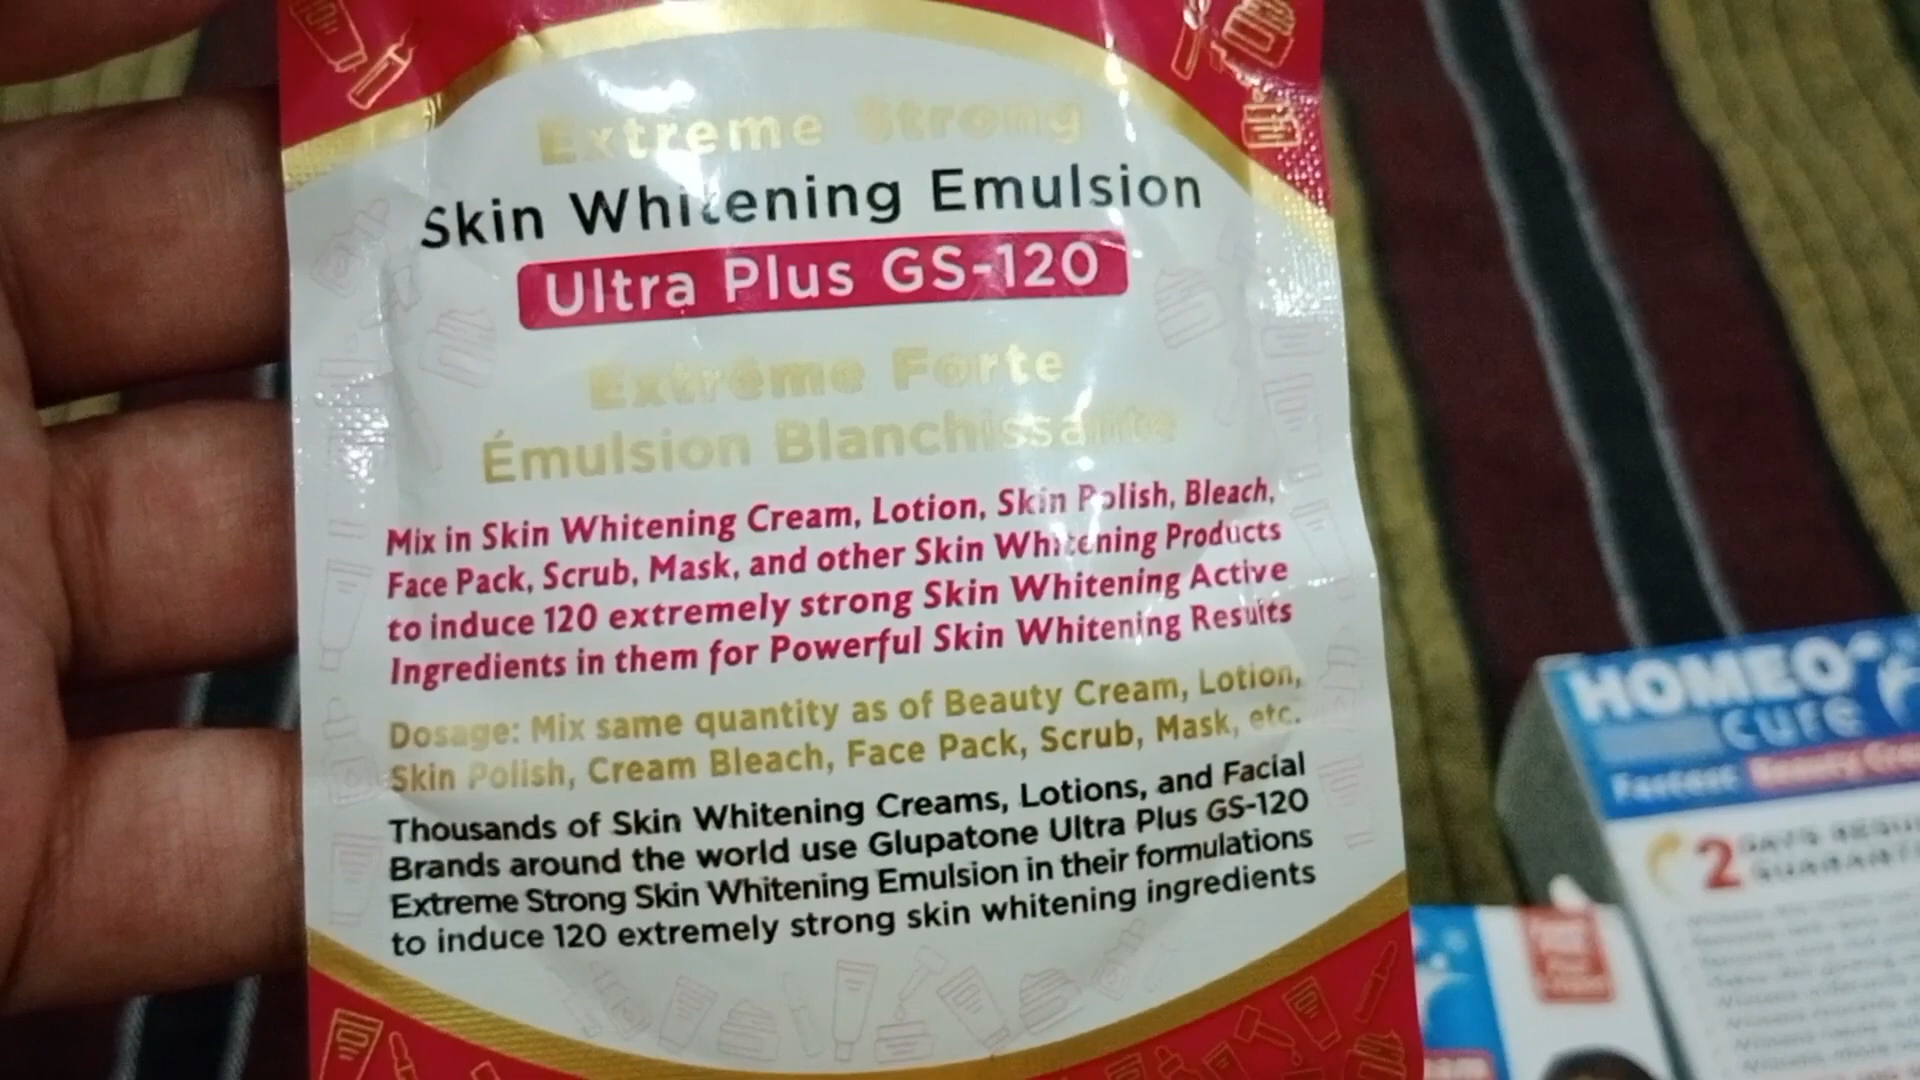 Extreme Strong
Skin Whitening Emulsion
Ultra Plus GS-120
Extrême Forte
Émulsion Blanchissante
Mix in Skin Whitening Cream, Lotion, Skin Polish, Bleach,
Face Pack, Scrub, Mask, and other Skin Whitening Products
to induce 120 extremely strong Skin Whitening Active
Ingredients in them for Powerful Skin Whitening Results
Dosage: Mix same quantity as of Beauty Cream, Lotion,
Skin Polish, Cream Bleach, Face Pack, Scrub, Mask, etc.
Thousands of Skin Whitening Creams, Lotions, and Facial
Brands around the world use Glupatone Ultra Plus GS-120
Extreme Strong Skin Whitening Emulsion in their formulations
to induce 120 extremely strong skin whitening ingredients
HOMEO
cure
Beauty
2